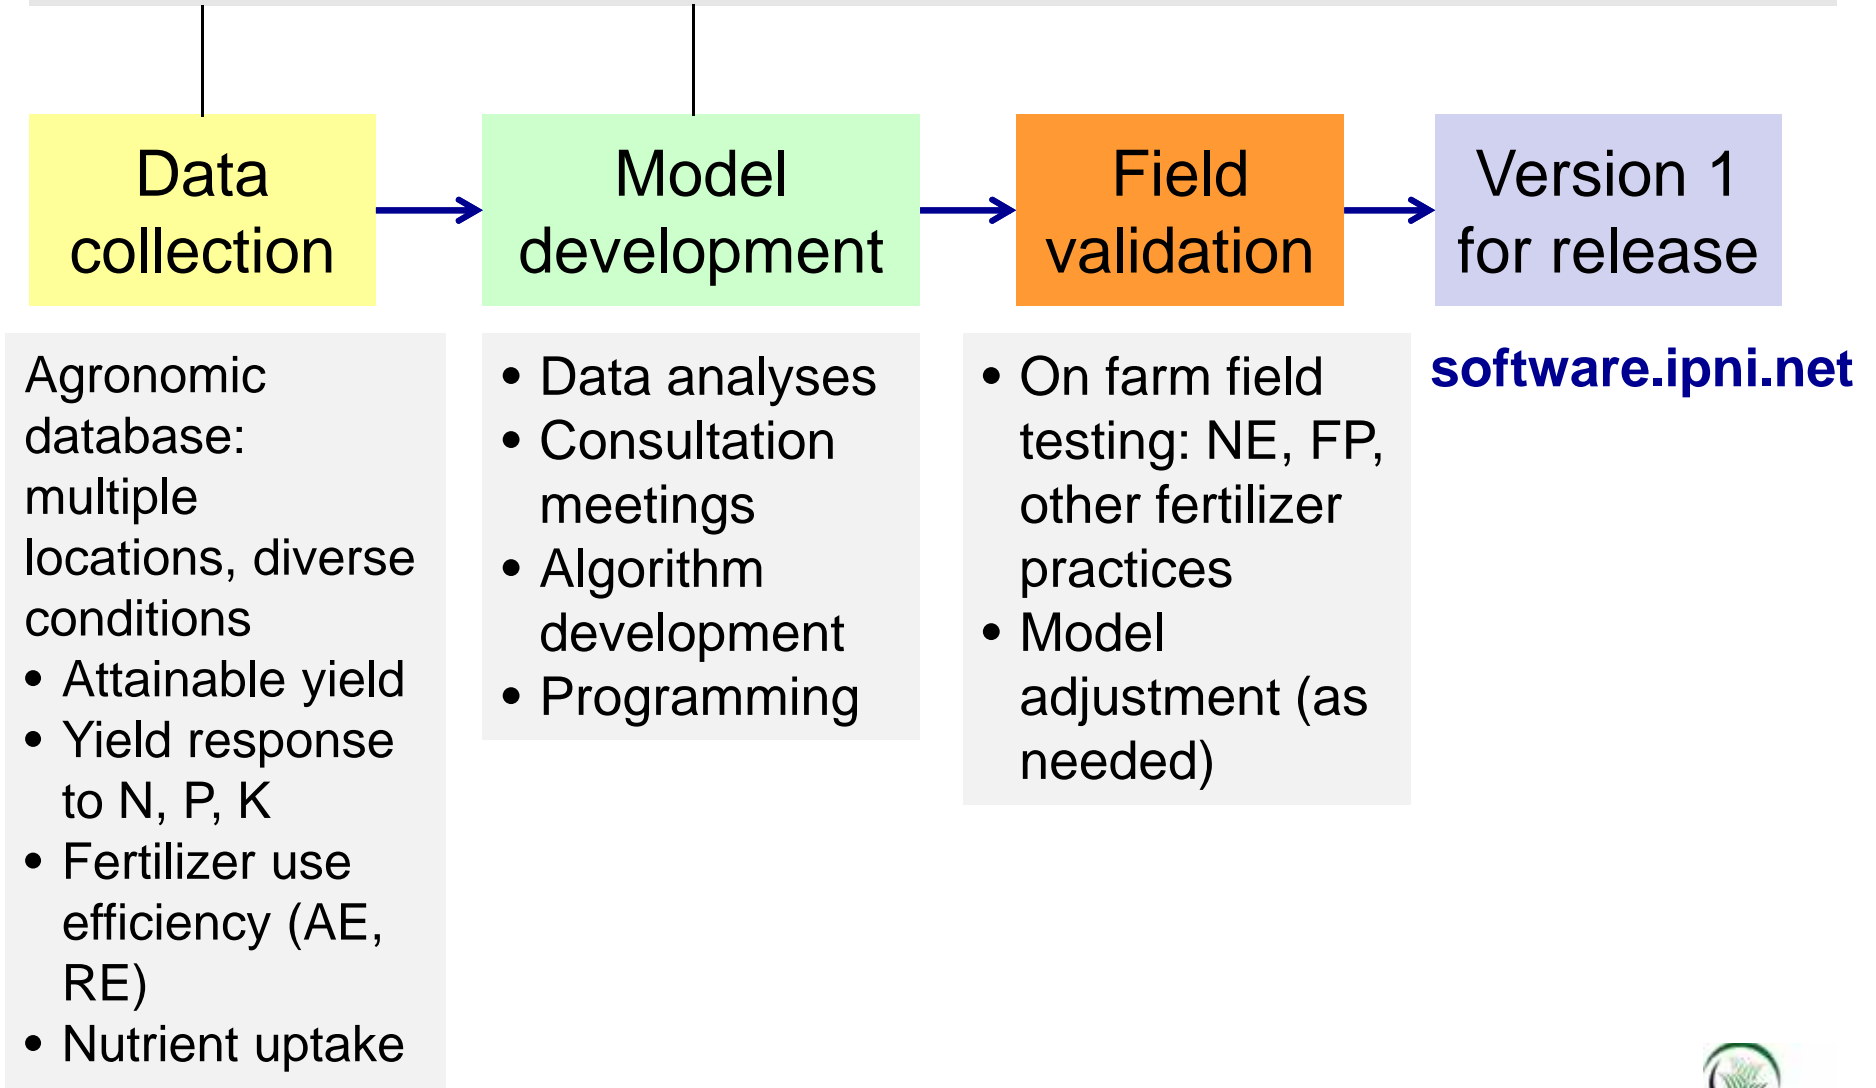 Data
collection
Model
development
Field
validation
Version 1
for release
Agronomic
database:
multiple
locations, diverse
conditions
• Attainable yield
• Yield response
to N, P, K
• Fertilizer use
efficiency (AE,
RE)
• Nutrient uptake
• Data analyses
• Consultation
meetings
• Algorithm
development
• Programming
• On farm field
testing: NE, FP,
other fertilizer
practices
• Model
adjustment (as
needed)
software.ipni.net